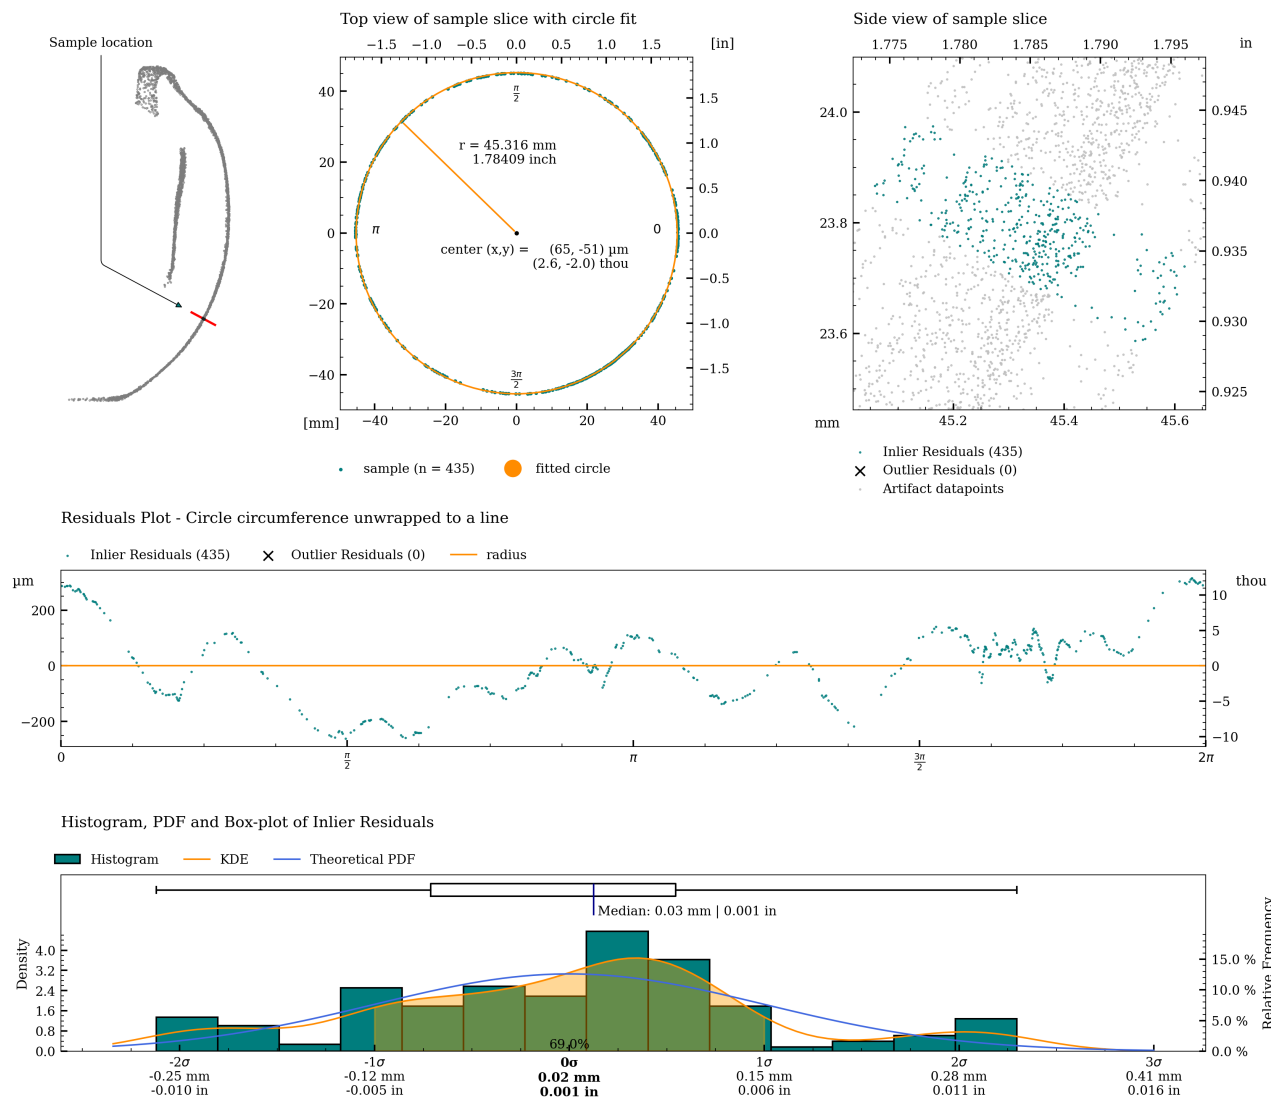 Sample location
Top view of sample slice with circle fit
−1.5 −1.0 −0.5 0.0 0.5 1.0 1.5 [in]
40
20
0
−20
−40
1.5
1.0
0.5
0.0
−0.5
−1.0
−1.5
π/2
r = 45.316 mm
1.78409 inch
π
0
center (x,y) = (65, -51) µm
(2.6, -2.0) thou
3π/2
[mm] −40 −20 0 20 40
sample (n = 435) fitted circle
Side view of sample slice
1.775 1.780 1.785 1.790 1.795 in
24.0
23.8
23.6
0.945
0.940
0.935
0.930
0.925
mm 45.2 45.4 45.6
Inlier Residuals (435)
Outlier Residuals (0)
Artifact datapoints
Residuals Plot - Circle circumference unwrapped to a line
Inlier Residuals (435) Outlier Residuals (0) radius
µm
200
0
−200
thou
10
5
0
−5
−10
0 π/2 π 3π/2 2π
Histogram, PDF and Box-plot of Inlier Residuals
Histogram KDE Theoretical PDF
Median: 0.03 mm | 0.001 in
Density
4.0
3.2
2.4
1.6
0.8
0.0
69.0%
Relative Frequency
15.0 %
10.0 %
5.0 %
0.0 %
-2σ -1σ 0σ 1σ 2σ 3σ
-0.25 mm -0.12 mm 0.02 mm 0.15 mm 0.28 mm 0.41 mm
-0.010 in -0.005 in 0.001 in 0.006 in 0.011 in 0.016 in